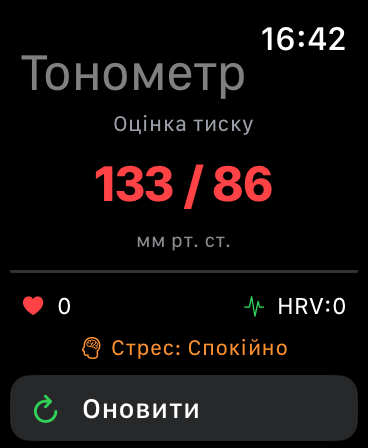 16:42
Тонометр
Оцінка тиску
133 / 86
мм рт. ст.
0 HRV:0
Стрес: Спокійно
Оновити